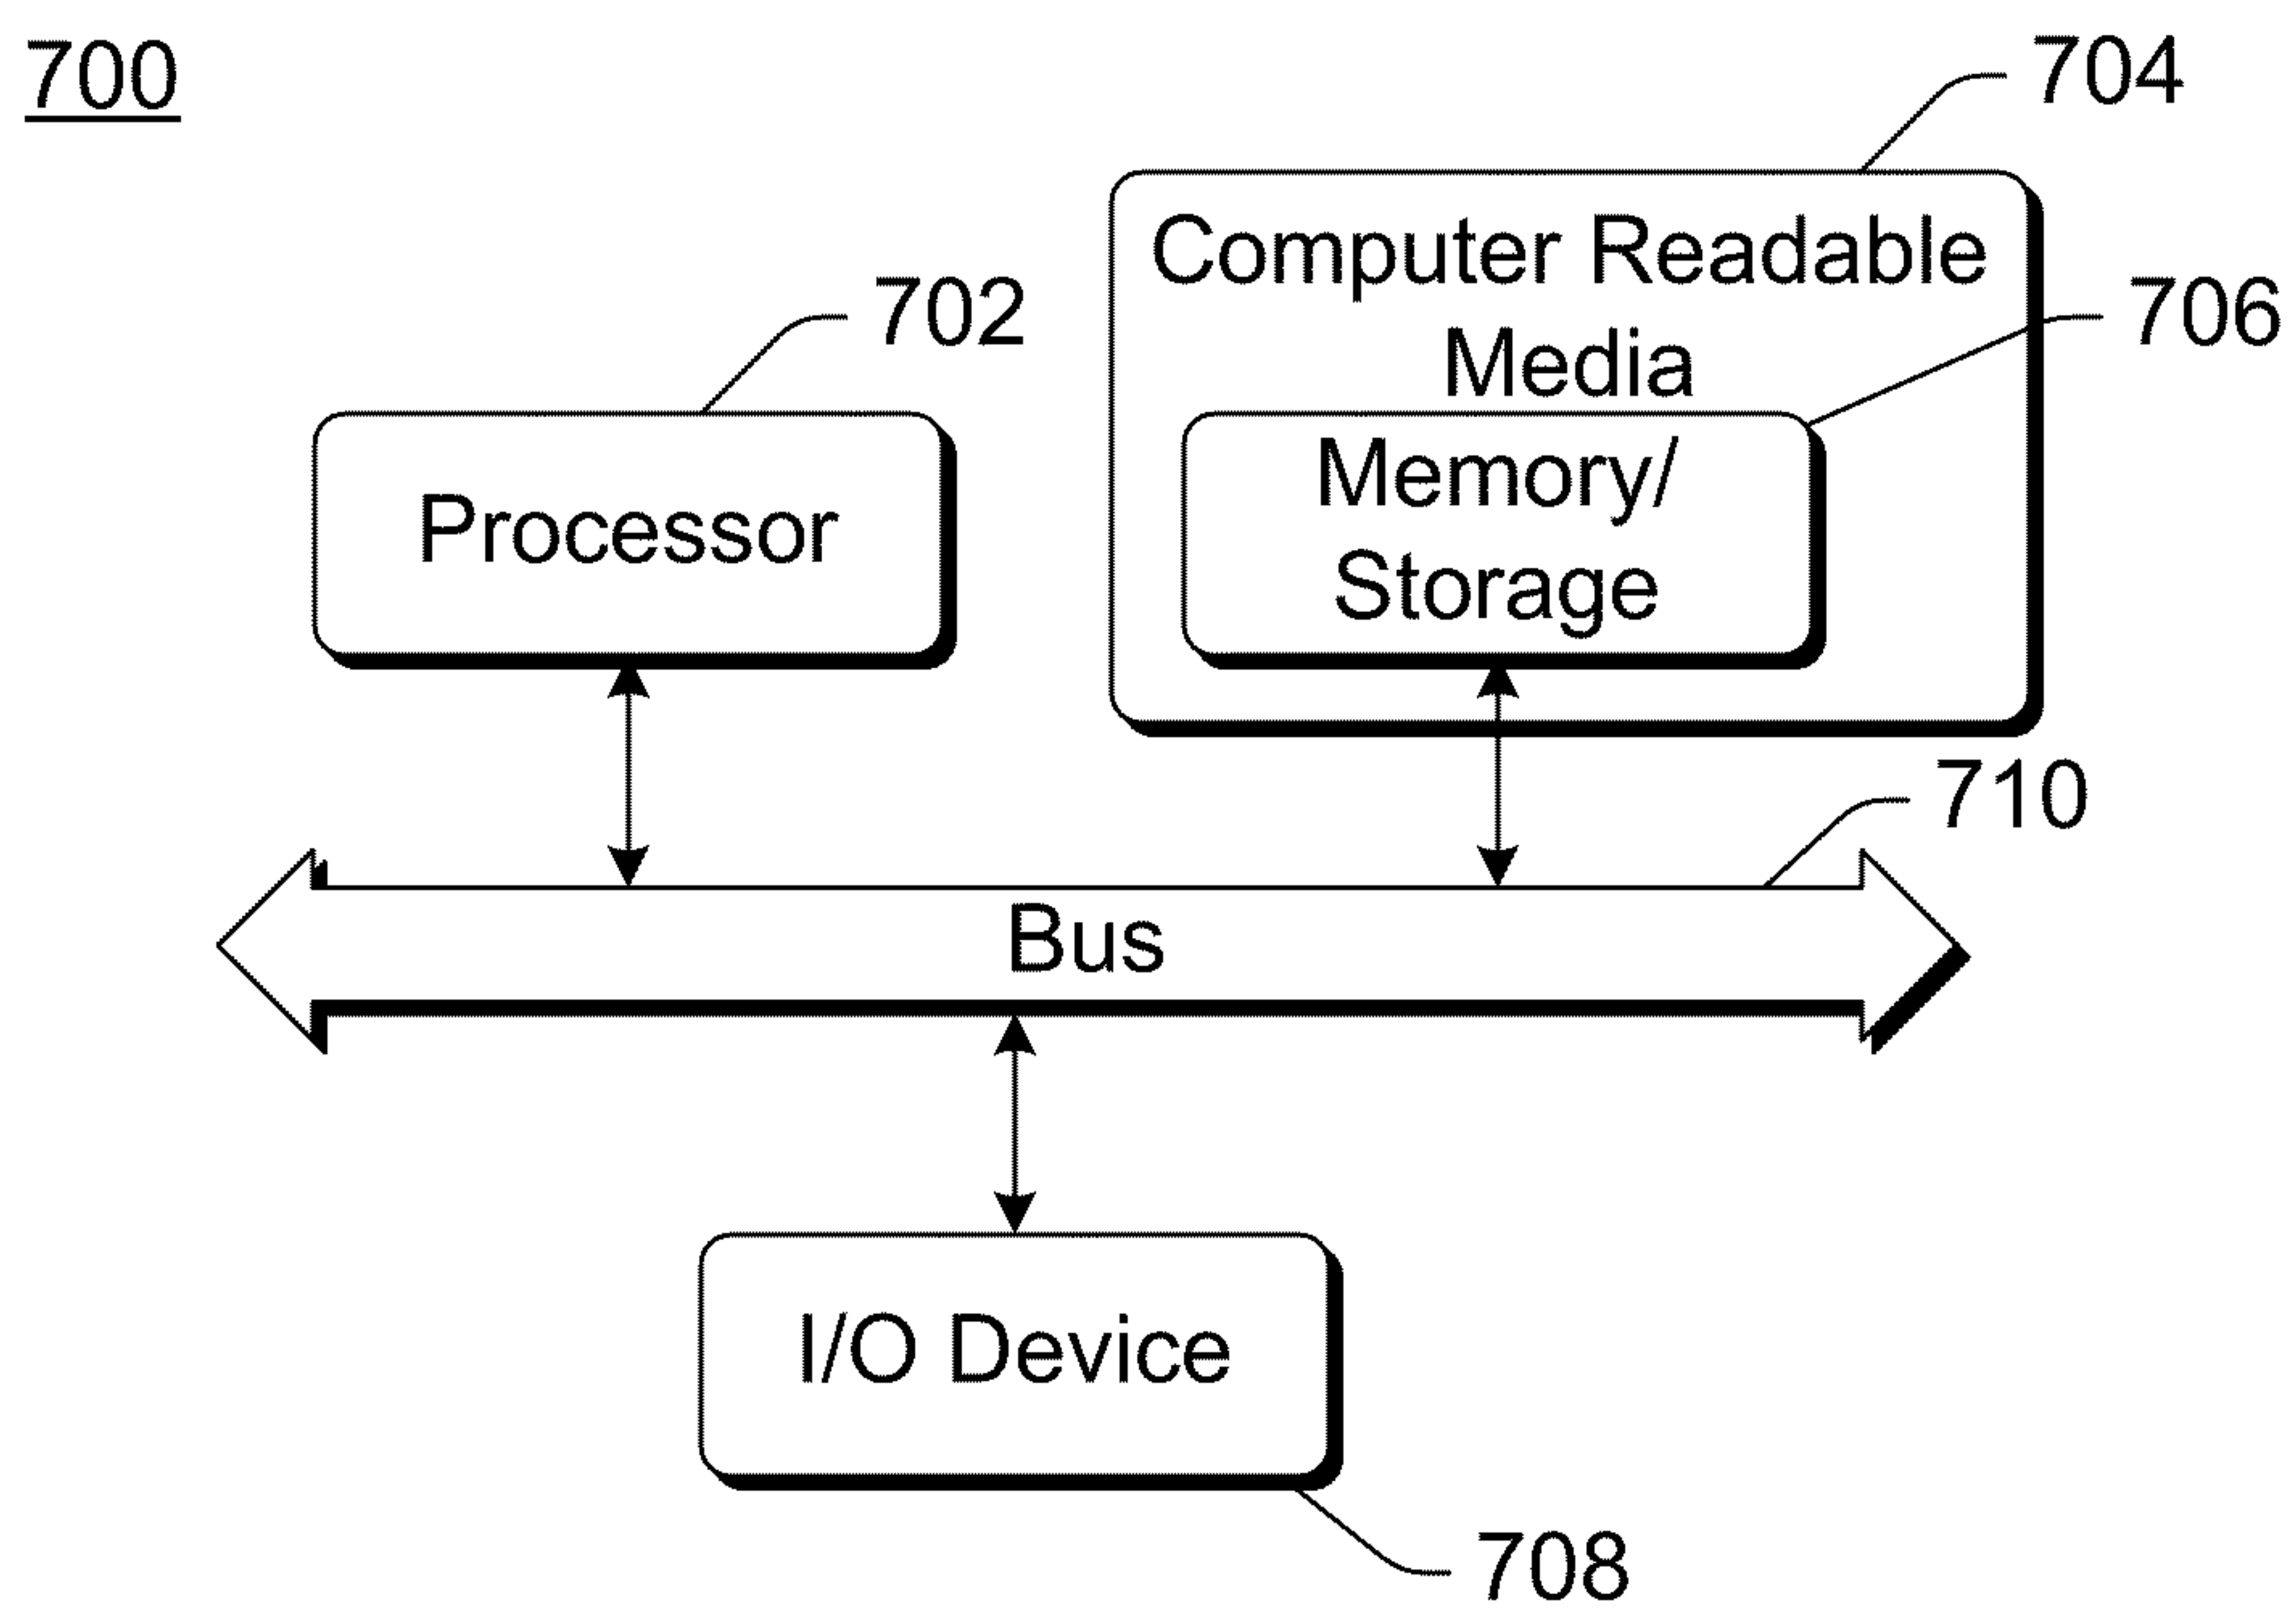 700
704
Computer Readable
Media
702
706
Processor
Memory/
Storage
710
Bus
I/O Device
708